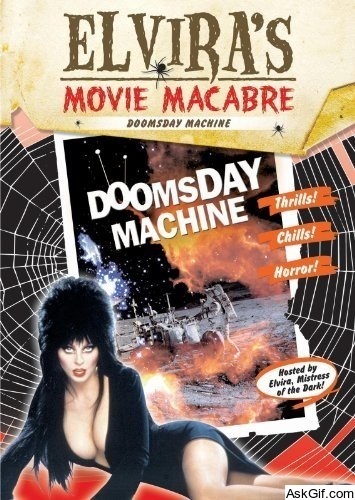 ELVIRA'S
MOVIE MACABRE
DOOMSDAY MACHINE
DOOMSDAY
MACHINE
Thrills!
Chills!
Horror!
Hosted by
Elvira, Mistress
of the Dark!
AskGif.com